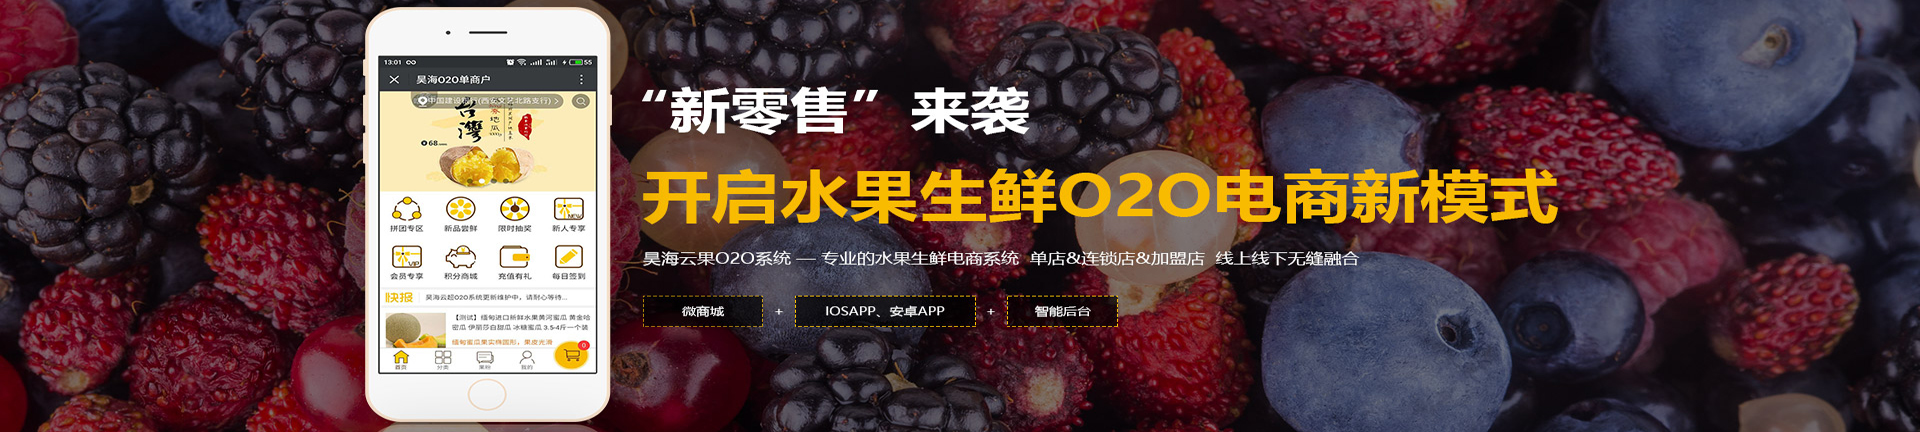 13:01
55
昊海O2O单商户
中国建设银行(西安文艺北路支行)
台灣
地瓜
68
拼团专区
新品尝鲜
限时抽奖
新人专享
会员专享
积分商城
充值有礼
每日签到
快报
昊海云超O2O系统更新维护中，请耐心等待...
【测试】缅甸进口新鲜水果黄河蜜瓜 黄金哈
密瓜 伊丽莎白甜瓜 冰糖蜜瓜 3.5-4斤一个装
缅甸蜜瓜果实椭圆形，果皮光滑
首页
分类
果粉
我的
0
“新零售” 来袭
开启水果生鲜O2O电商新模式
昊海云果O2O系统 — 专业的水果生鲜电商系统 单店&连锁店&加盟店 线上线下无缝融合
微商城 + IOSAPP、安卓APP + 智能后台